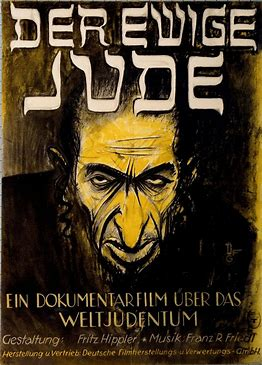 DER EWIGE
JUDE
EIN DOKUMENTARFILM ÜBER DAS
WELTJUDENTUM
Gestaltung: Fritz Hippler • Musik: Franz R. Friedl
Herstellung u. Vertrieb: Deutsche Filmherstellungs- u. Verwertungs-GmbH.